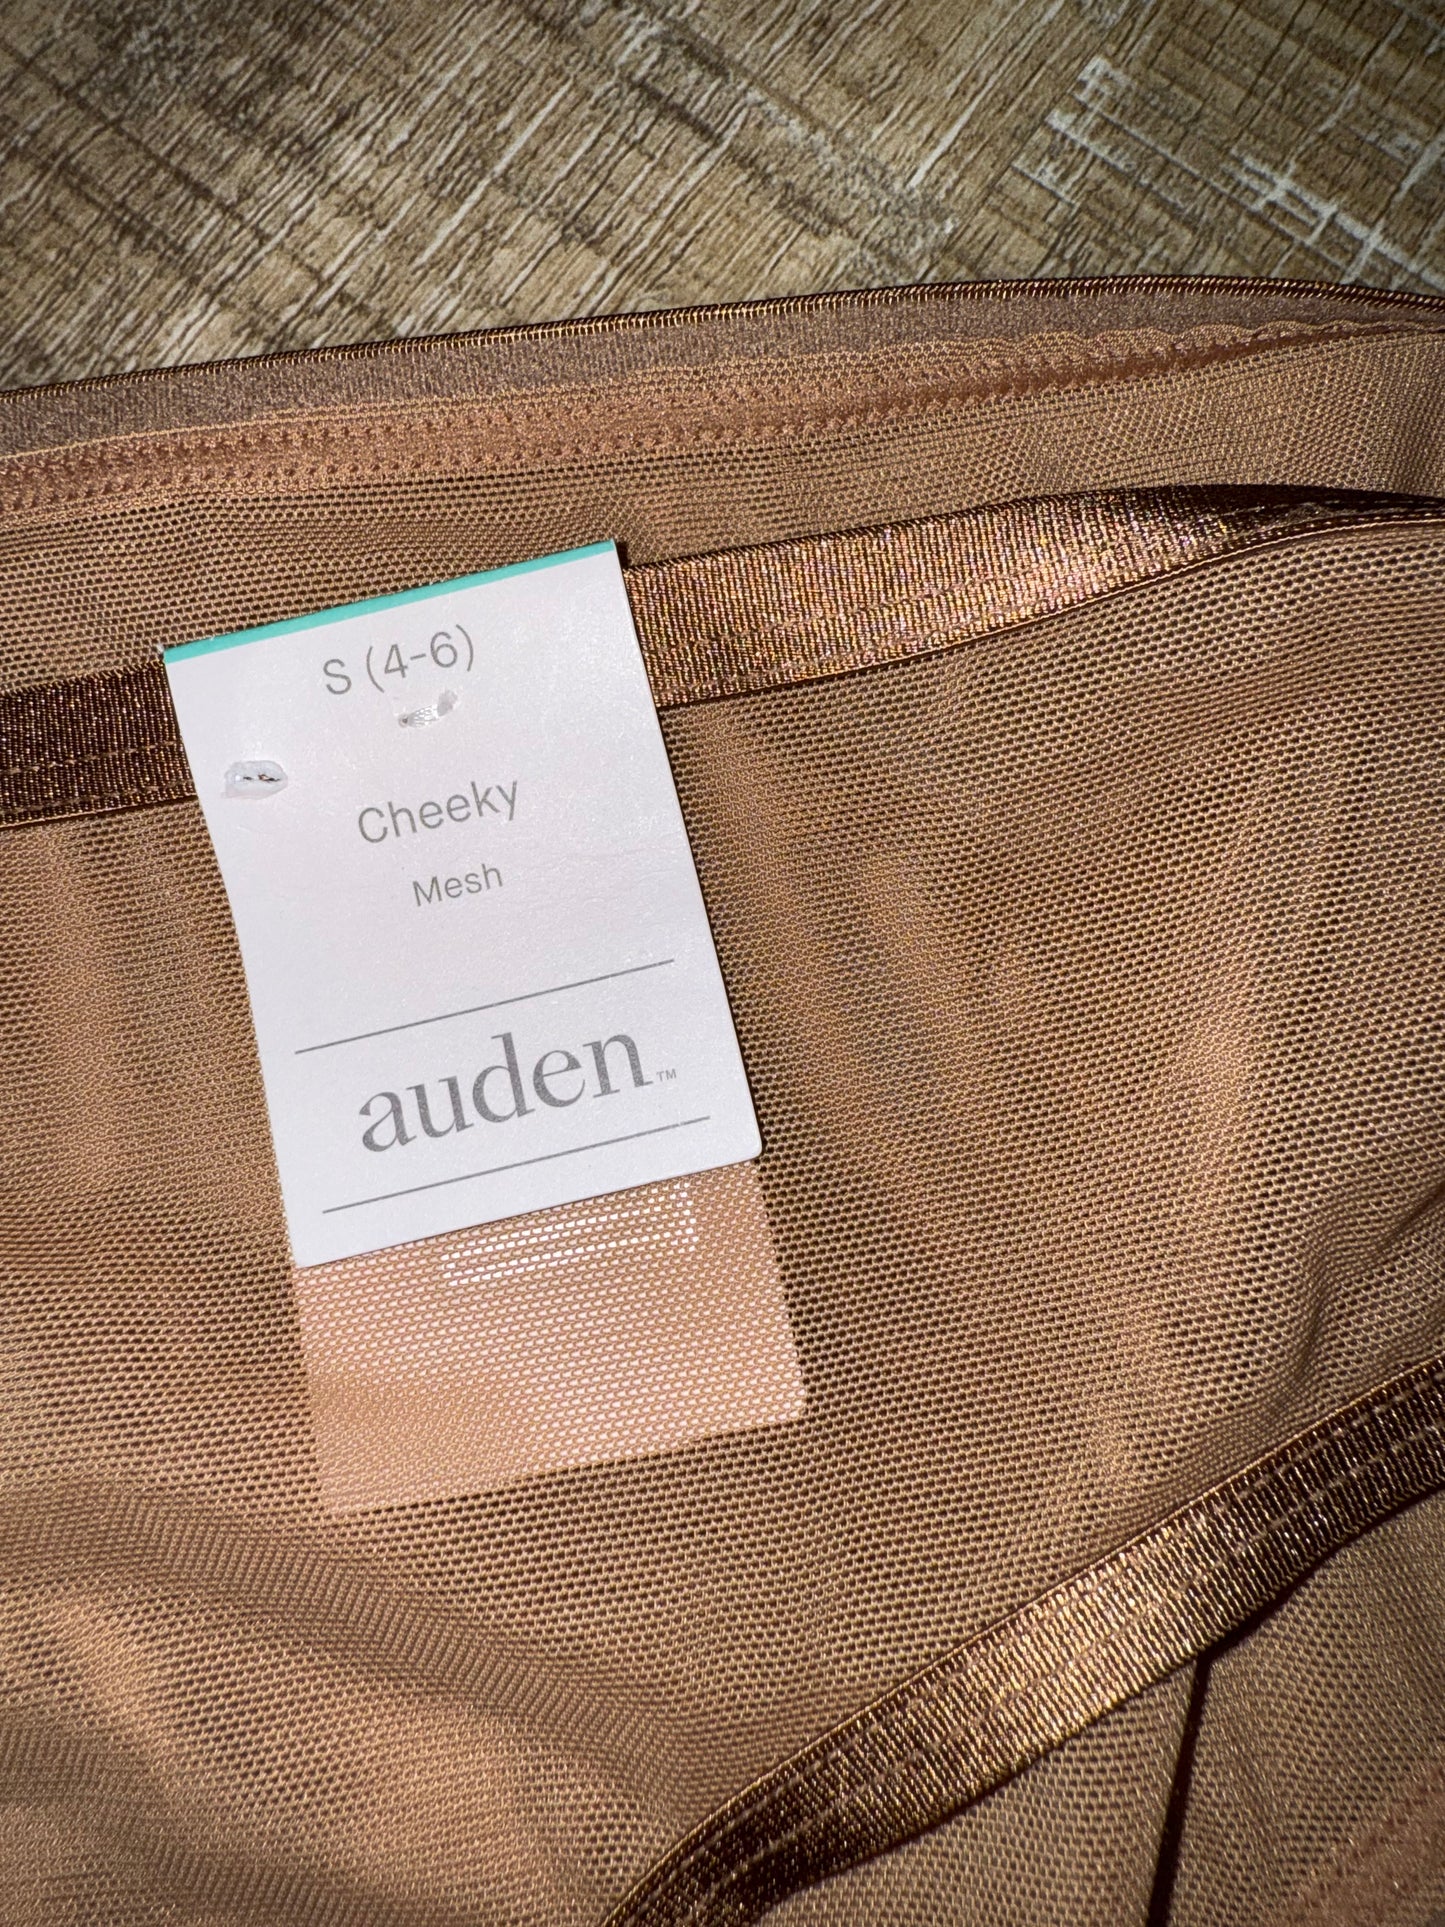 S (4-6)
Cheeky
Mesh
auden™